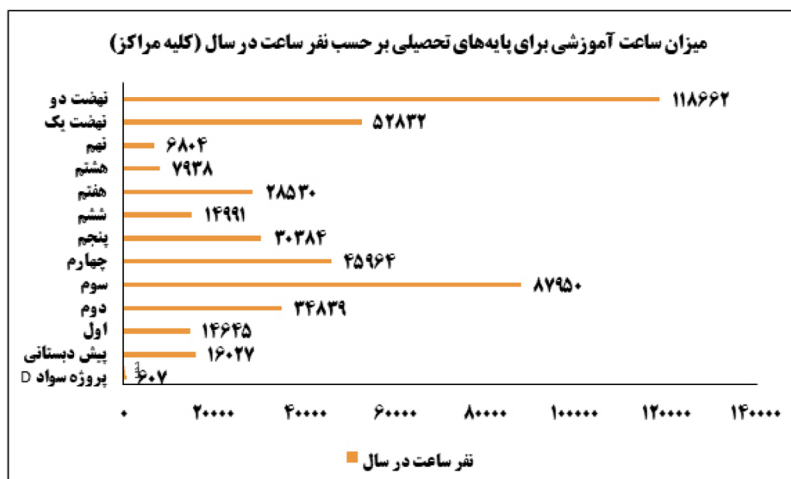 میزان ساعت آموزشی برای پایه‌های تحصیلی بر حسب نفر ساعت در سال (کلیه مراکز)
نهضت دو ۱۱۸۶۶۲
نهضت یک ۵۲۸۳۲
نهم ۶۸۰۴
هشتم ۷۹۳۸
هفتم ۲۸۵۳۰
ششم ۱۴۹۹۱
پنجم ۳۰۳۸۴
چهارم ۴۵۹۶۴
سوم ۸۷۹۵۰
دوم ۳۴۸۳۹
اول ۱۴۶۴۵
پیش دبستانی ۱۶۰۲۷
پروژه سواد D ۶۰۷
۰ ۲۰۰۰۰ ۴۰۰۰۰ ۶۰۰۰۰ ۸۰۰۰۰ ۱۰۰۰۰۰ ۱۲۰۰۰۰ ۱۴۰۰۰۰
نفر ساعت در سال